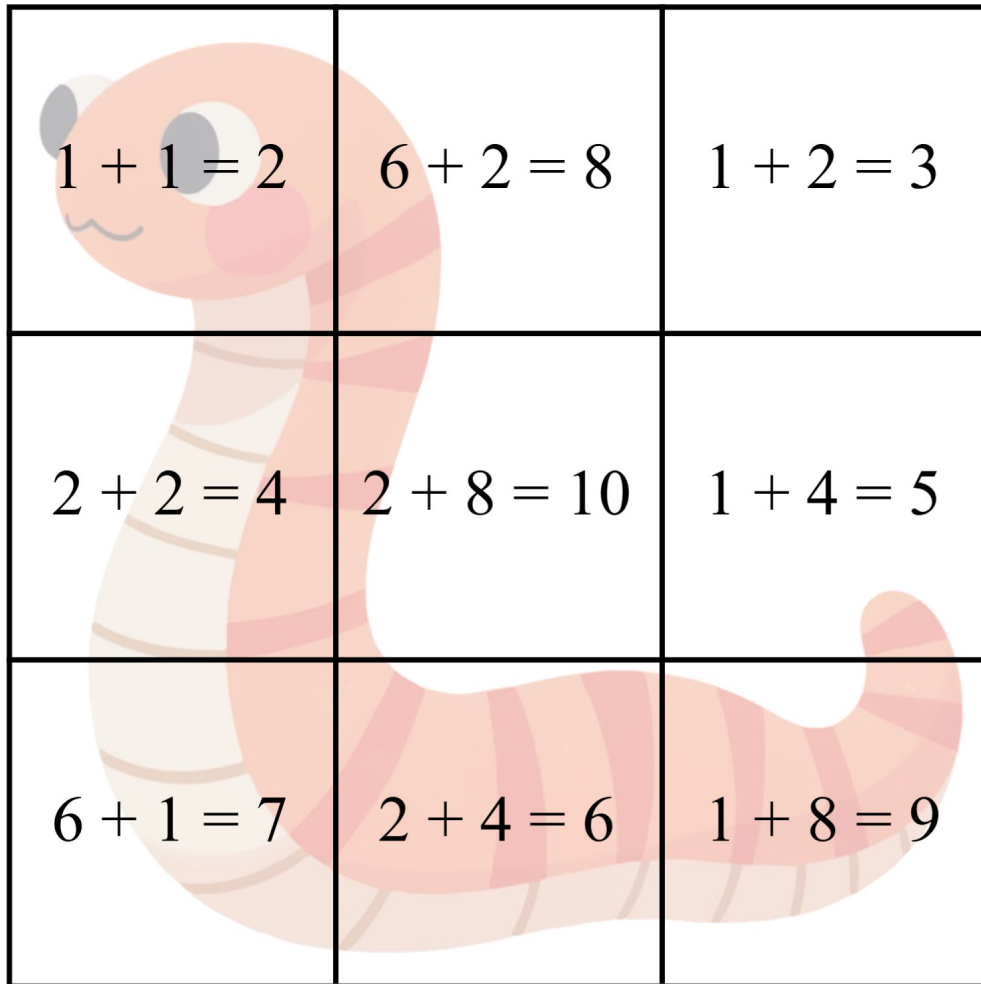 1 + 1 = 2
6 + 2 = 8
1 + 2 = 3
2 + 2 = 4
2 + 8 = 10
1 + 4 = 5
6 + 1 = 7
2 + 4 = 6
1 + 8 = 9